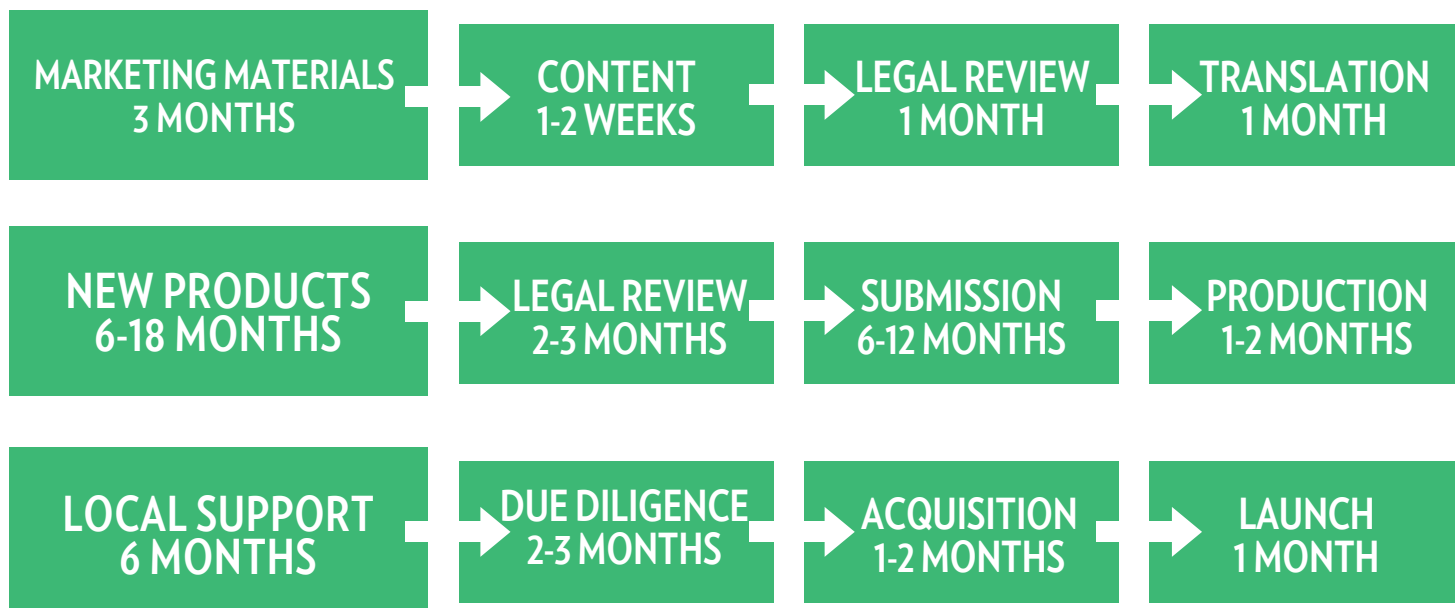 MARKETING MATERIALS
3 MONTHS
CONTENT
1-2 WEEKS
LEGAL REVIEW
1 MONTH
TRANSLATION
1 MONTH
NEW PRODUCTS
6-18 MONTHS
LEGAL REVIEW
2-3 MONTHS
SUBMISSION
6-12 MONTHS
PRODUCTION
1-2 MONTHS
LOCAL SUPPORT
6 MONTHS
DUE DILIGENCE
2-3 MONTHS
ACQUISITION
1-2 MONTHS
LAUNCH
1 MONTH